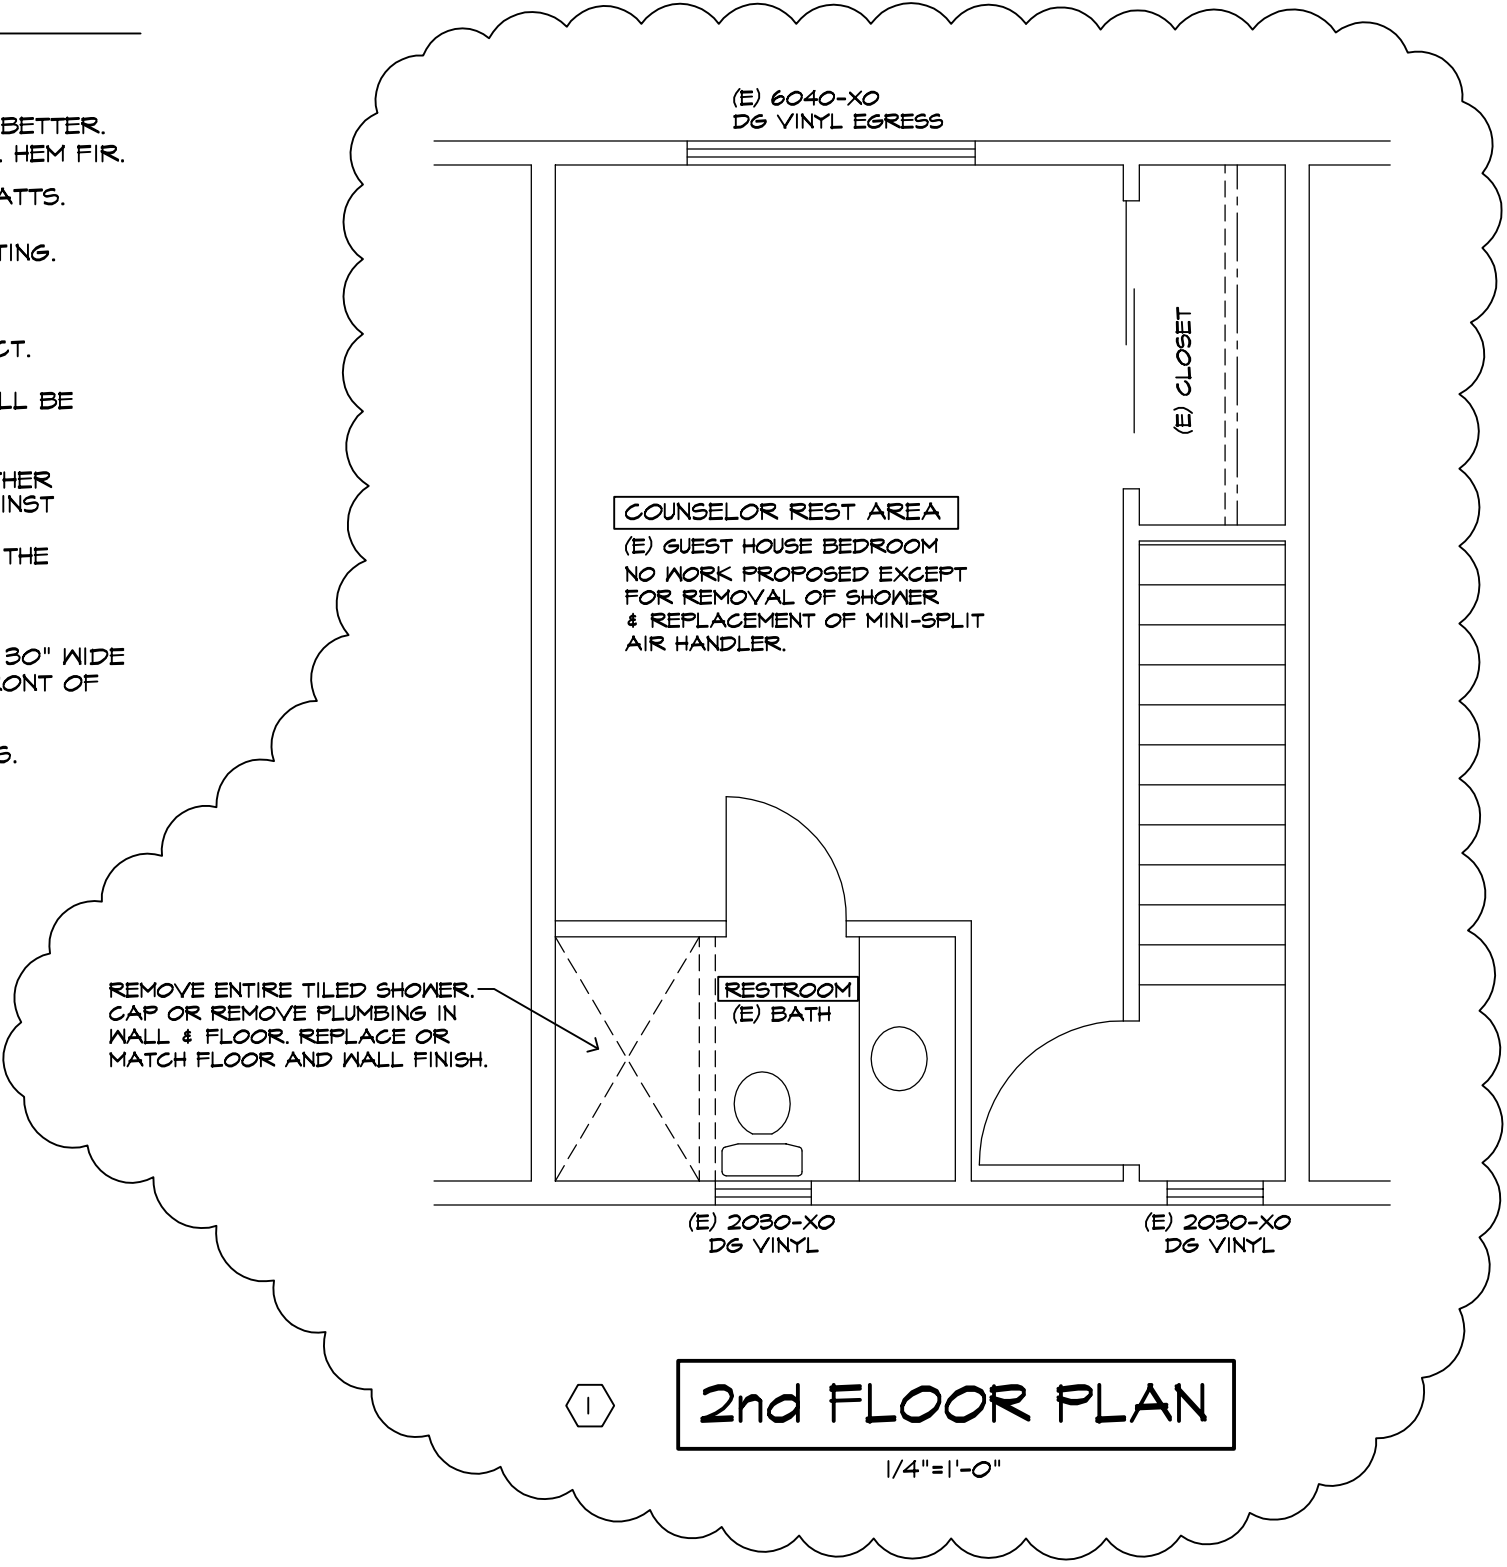 BETTER.
. HEM FIR.
ATTS.
TING.
CT.
LL BE
THER
INST
THE
30" WIDE
RONT OF
S.
(E) 6040-XO
DG VINYL EGRESS
(E) CLOSET
COUNSELOR REST AREA
(E) GUEST HOUSE BEDROOM
NO WORK PROPOSED EXCEPT
FOR REMOVAL OF SHOWER
& REPLACEMENT OF MINI-SPLIT
AIR HANDLER.
REMOVE ENTIRE TILED SHOWER.
CAP OR REMOVE PLUMBING IN
WALL & FLOOR. REPLACE OR
MATCH FLOOR AND WALL FINISH.
RESTROOM
(E) BATH
(E) 2030-XO
DG VINYL
(E) 2030-XO
DG VINYL
1
2nd FLOOR PLAN
1/4"=1'-0"